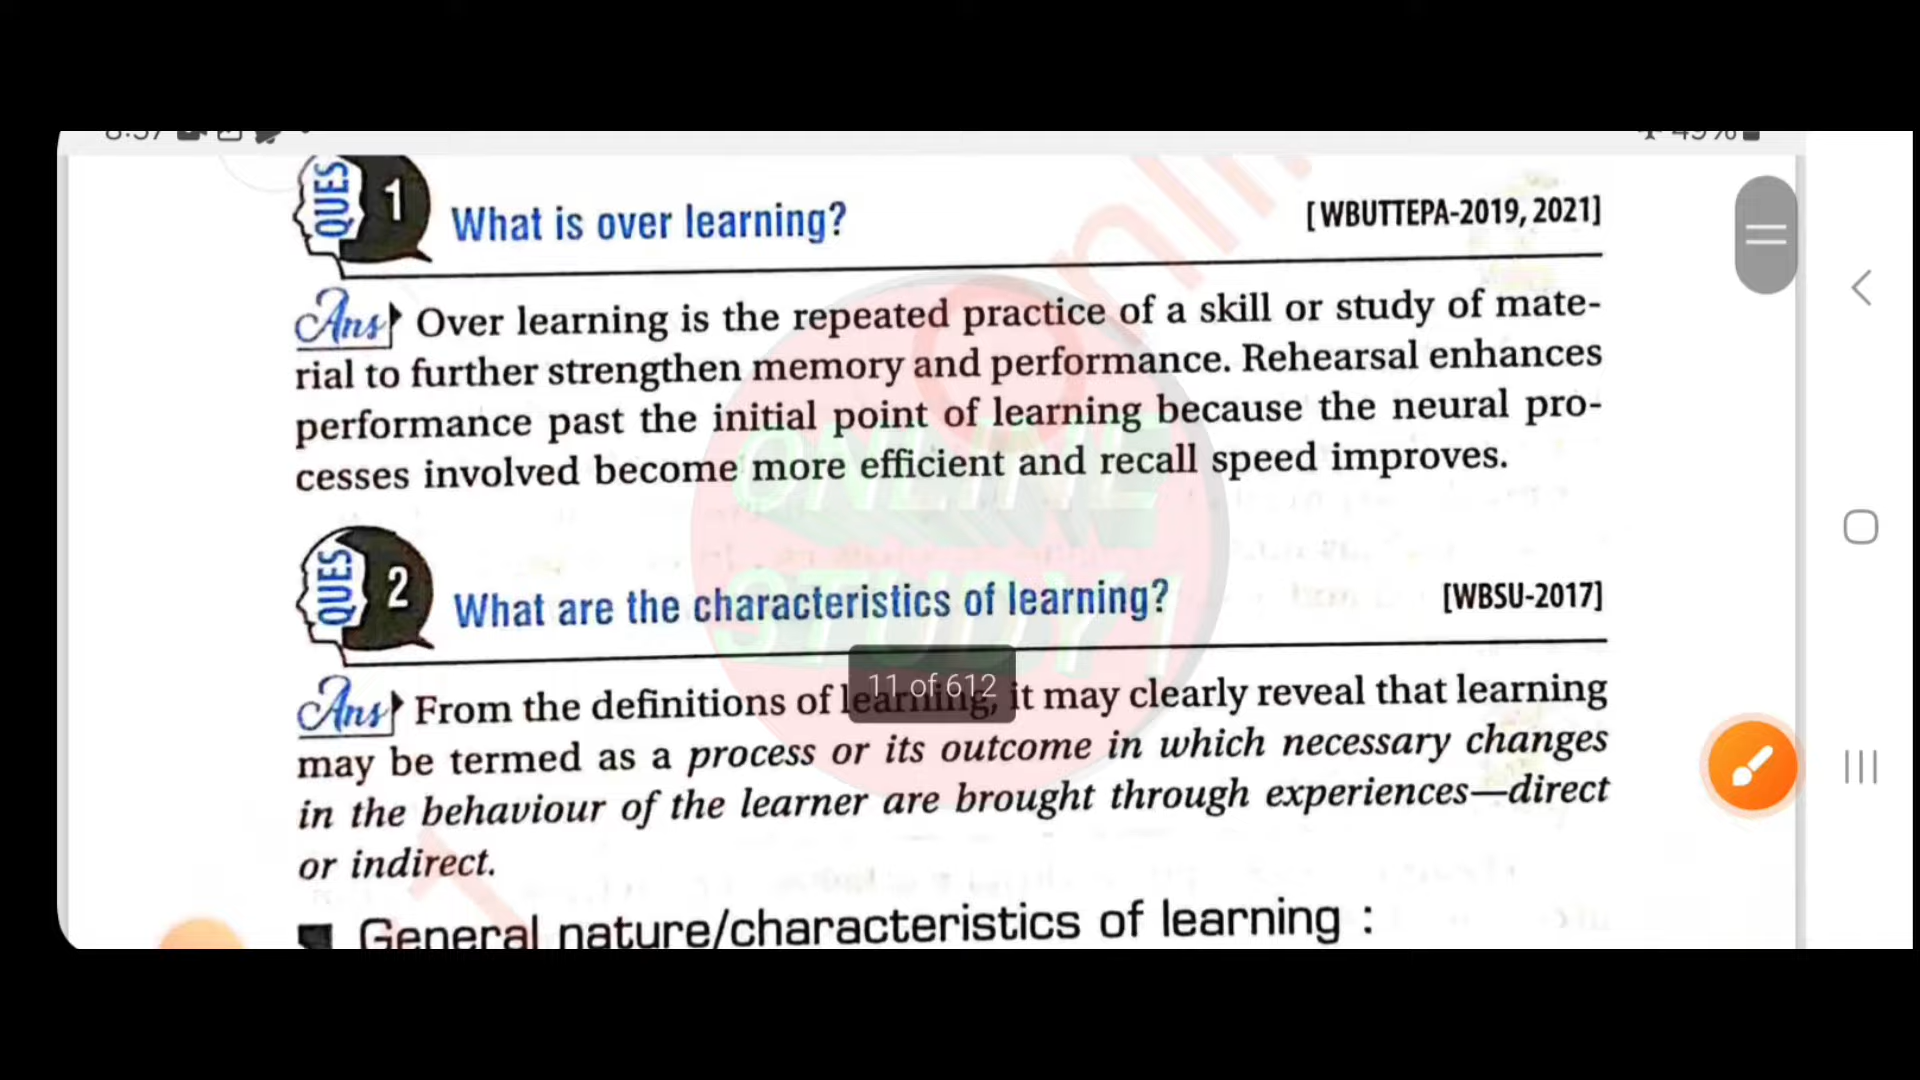 49%
QUES 1
What is over learning? [WBUTTEPA-2019, 2021]
Ans Over learning is the repeated practice of a skill or study of mate-
rial to further strengthen memory and performance. Rehearsal enhances
performance past the initial point of learning because the neural pro-
cesses involved become more efficient and recall speed improves.
ONLINE
STUDY
QUES 2
What are the characteristics of learning? [WBSU-2017]
11 of 612
Ans From the definitions of learning, it may clearly reveal that learning
may be termed as a process or its outcome in which necessary changes
in the behaviour of the learner are brought through experiences—direct
or indirect.
General nature/characteristics of learning :